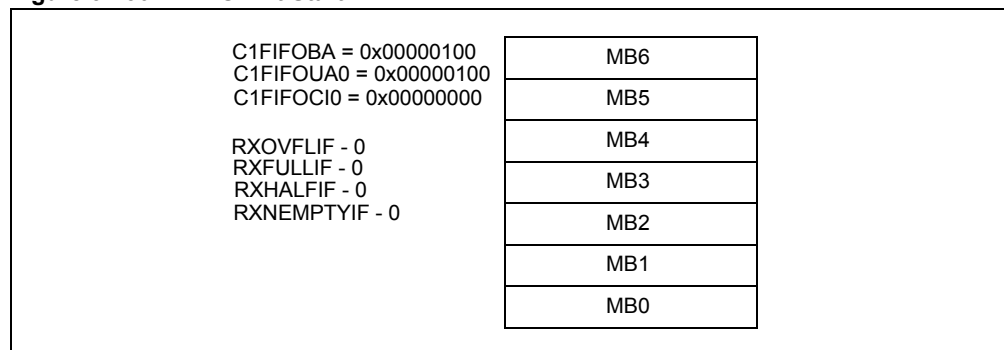 C1FIFOBA = 0x00000100
C1FIFOUA0 = 0x00000100
C1FIFOCI0 = 0x00000000
RXOVFLIF - 0
RXFULLIF - 0
RXHALFIF - 0
RXNEMPTYIF - 0
MB6
MB5
MB4
MB3
MB2
MB1
MB0